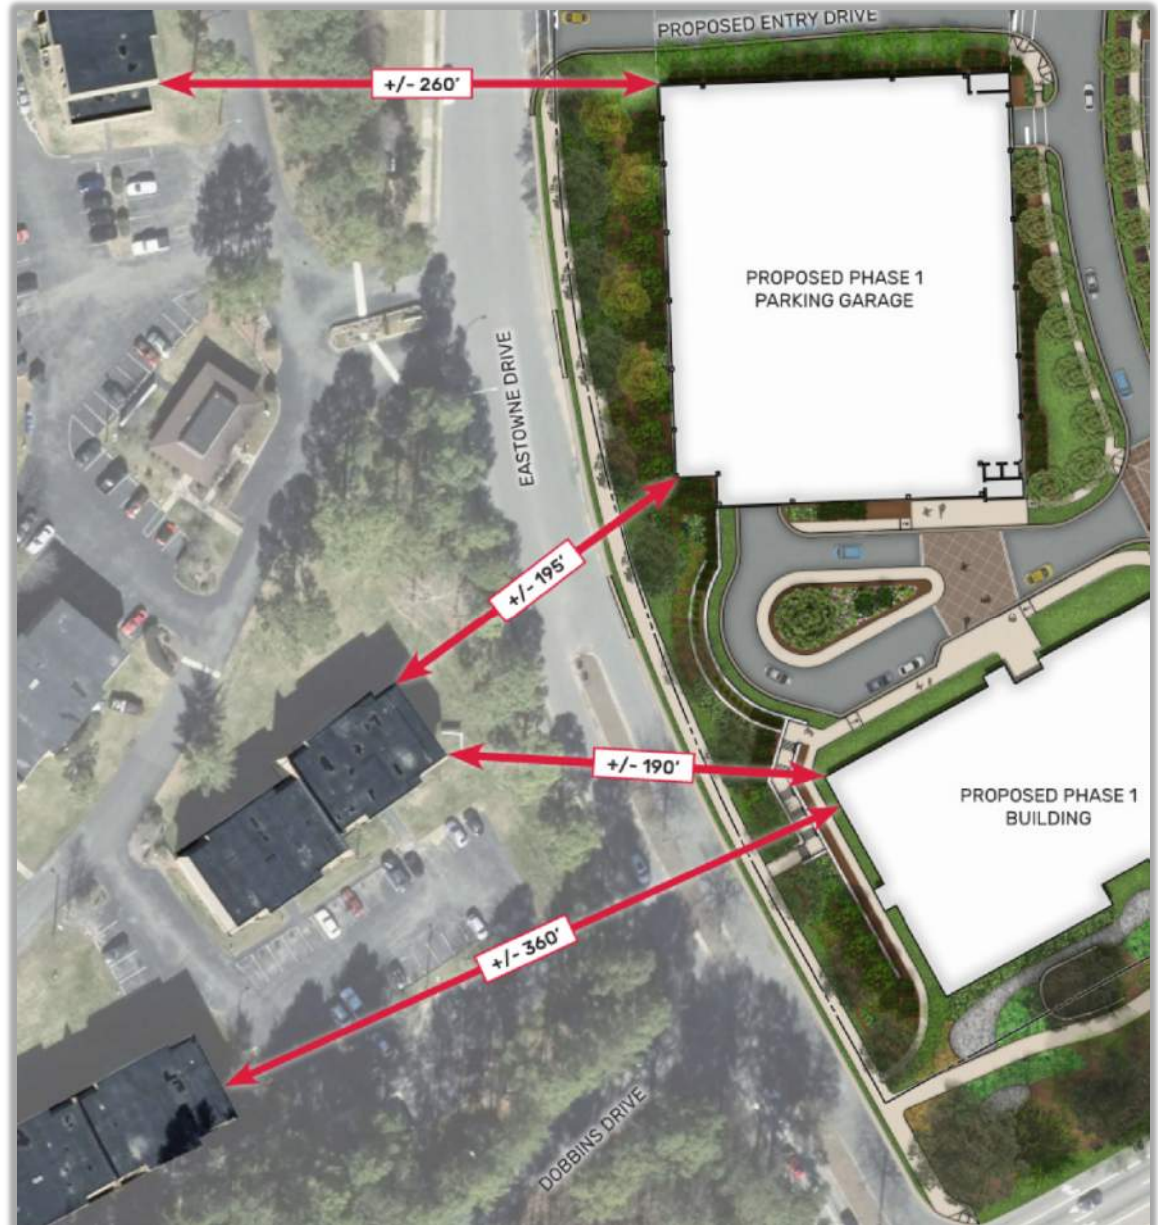 PROPOSED ENTRY DRIVE
+/- 260'
PROPOSED PHASE 1
PARKING GARAGE
EASTOWNE DRIVE
+/- 195'
+/- 190'
PROPOSED PHASE 1
BUILDING
+/- 360'
DOBBINS DRIVE